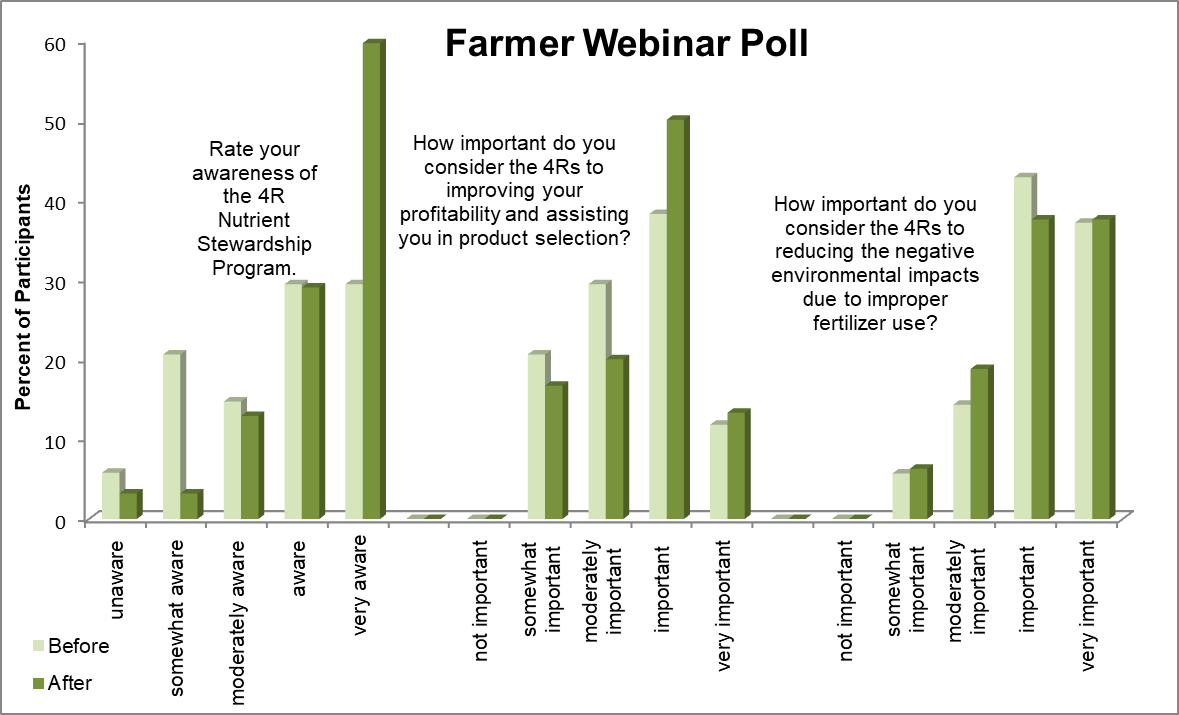 Farmer Webinar Poll
Percent of Participants
60
50
40
30
20
10
0
Rate your
awareness of
the 4R
Nutrient
Stewardship
Program.
How important do you
consider the 4Rs to
improving your
profitability and assisting
you in product selection?
How important do you
consider the 4Rs to
reducing the negative
environmental impacts
due to improper
fertilizer use?
unaware
somewhat aware
moderately aware
aware
very aware
not important
somewhat
important
moderately
important
important
very important
not important
somewhat
important
moderately
important
important
very important
Before
After